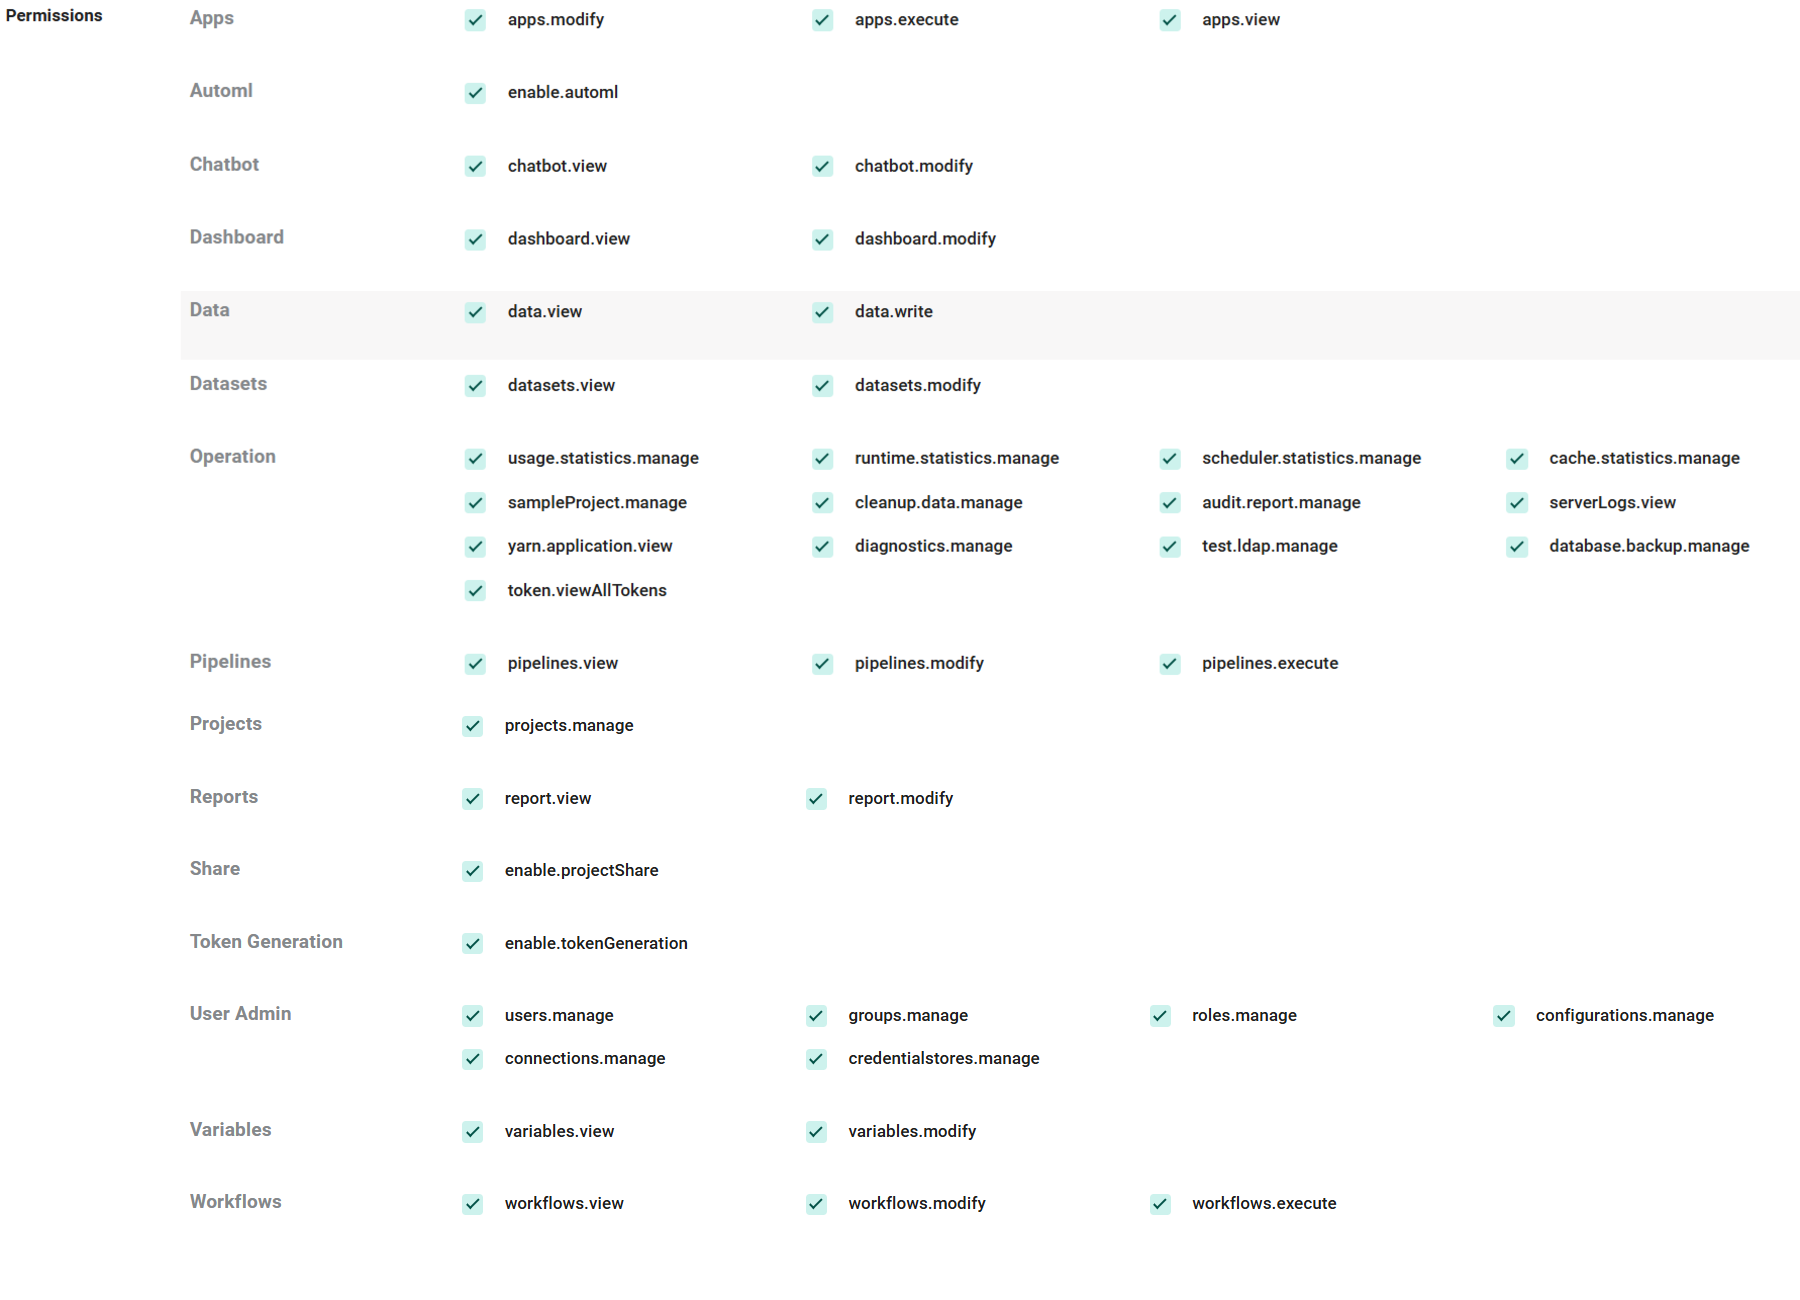 Permissions
Apps apps.modify apps.execute apps.view
Automl enable.automl
Chatbot chatbot.view chatbot.modify
Dashboard dashboard.view dashboard.modify
Data data.view data.write
Datasets datasets.view datasets.modify
Operation usage.statistics.manage runtime.statistics.manage scheduler.statistics.manage cache.statistics.manage
sampleProject.manage cleanup.data.manage audit.report.manage serverLogs.view
yarn.application.view diagnostics.manage test.ldap.manage database.backup.manage
token.viewAllTokens
Pipelines pipelines.view pipelines.modify pipelines.execute
Projects projects.manage
Reports report.view report.modify
Share enable.projectShare
Token Generation enable.tokenGeneration
User Admin users.manage groups.manage roles.manage configurations.manage
connections.manage credentialstores.manage
Variables variables.view variables.modify
Workflows workflows.view workflows.modify workflows.execute